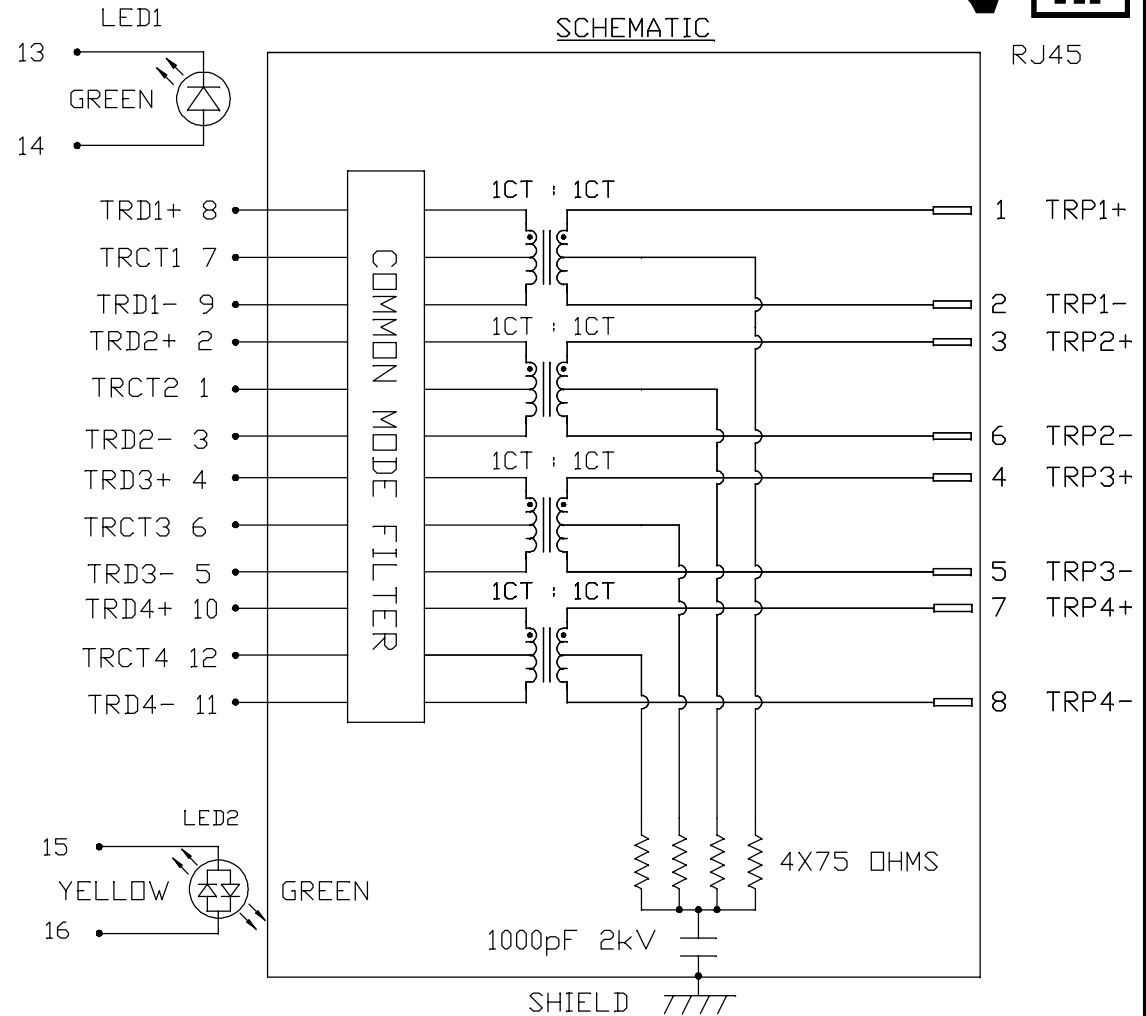 LED1
SCHEMATIC
13
RJ45
GREEN
14
1CT : 1CT
TRD1+ 8
1 TRP1+
TRCT1 7
TRD1- 9
2 TRP1-
1CT : 1CT
TRD2+ 2
3 TRP2+
TRCT2 1
TRD2- 3
6 TRP2-
1CT : 1CT
TRD3+ 4
4 TRP3+
TRCT3 6
TRD3- 5
5 TRP3-
1CT : 1CT
TRD4+ 10
7 TRP4+
TRCT4 12
TRD4- 11
8 TRP4-
COMMON MODE FILTER
LED2
15
YELLOW
GREEN
16
4X75 OHMS
1000pF 2kV
SHIELD